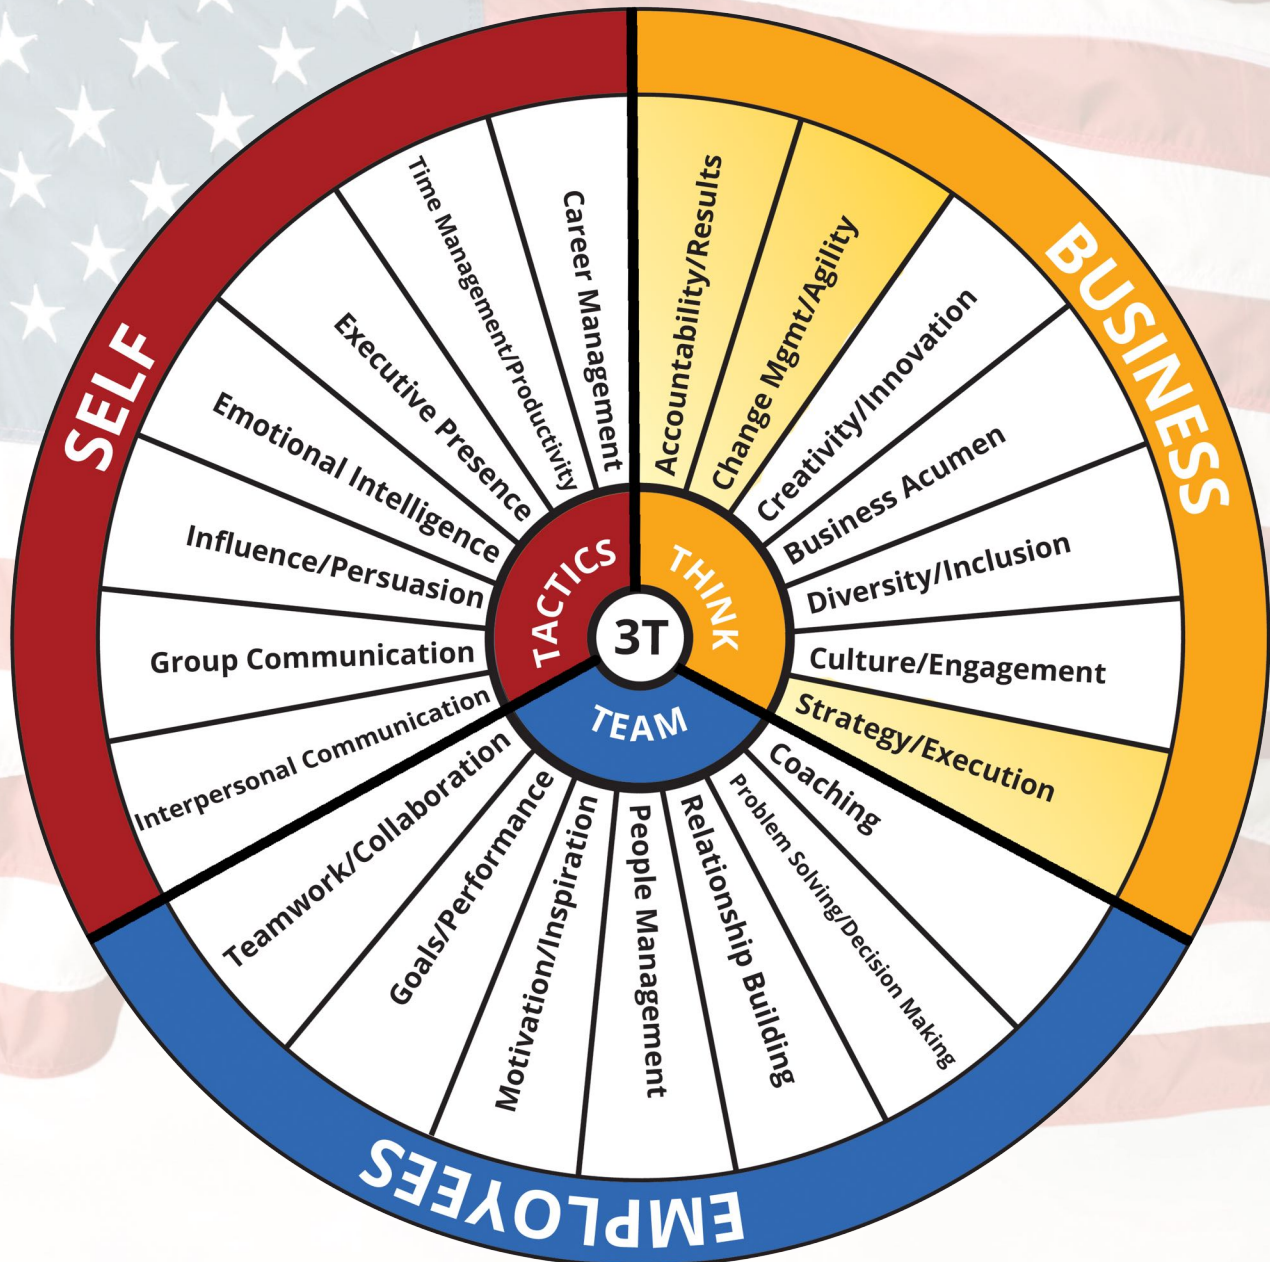 SELF
BUSINESS
EMPLOYEES
TACTICS
THINK
TEAM
3T
Accountability/Results
Change Mgmt/Agility
Creativity/Innovation
Business Acumen
Diversity/Inclusion
Culture/Engagement
Strategy/Execution
Coaching
Problem Solving/Decision Making
Relationship Building
People Management
Motivation/Inspiration
Goals/Performance
Teamwork/Collaboration
Interpersonal Communication
Group Communication
Influence/Persuasion
Emotional Intelligence
Executive Presence
Time Management/Productivity
Career Management